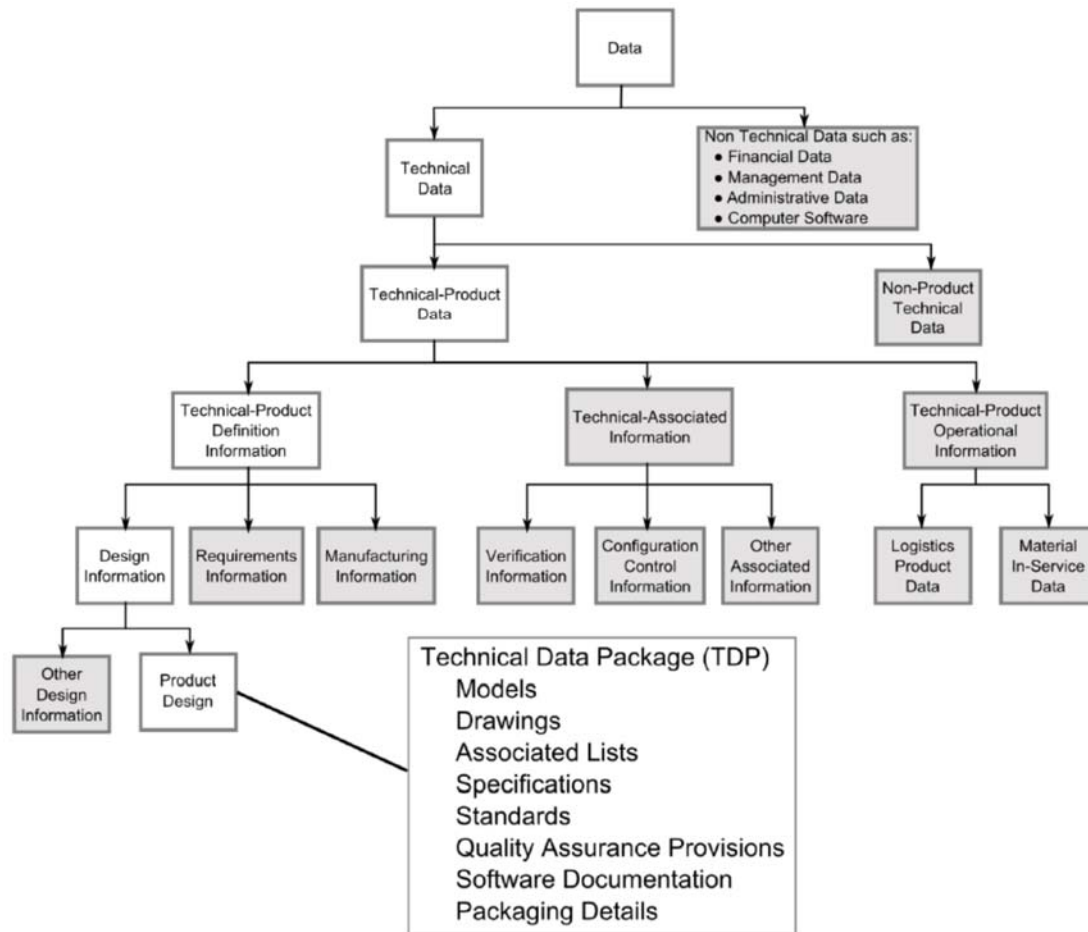 Data
Technical
Data
Non Technical Data such as:
● Financial Data
● Management Data
● Administrative Data
● Computer Software
Technical-Product
Data
Non-Product
Technical
Data
Technical-Product
Definition
Information
Technical-Associated
Information
Technical-Product
Operational
Information
Design
Information
Requirements
Information
Manufacturing
Information
Verification
Information
Configuration
Control
Information
Other
Associated
Information
Logistics
Product
Data
Material
In-Service
Data
Other
Design
Information
Product
Design
Technical Data Package (TDP)
Models
Drawings
Associated Lists
Specifications
Standards
Quality Assurance Provisions
Software Documentation
Packaging Details